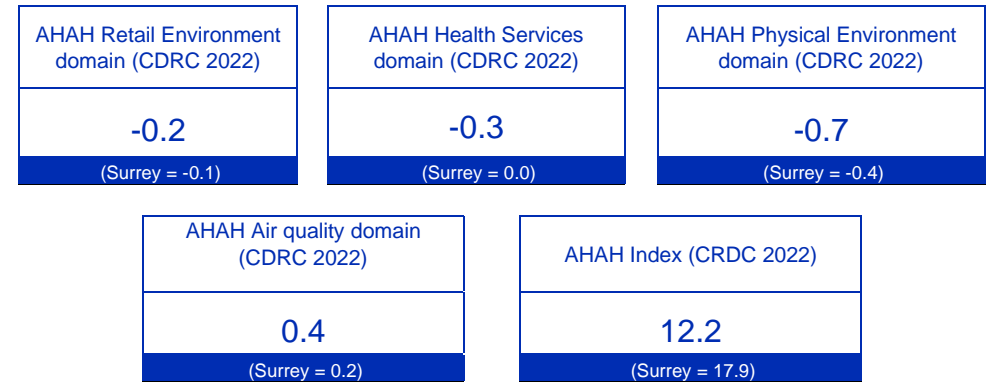 AHAH Retail Environment
domain (CDRC 2022)
-0.2
(Surrey = -0.1)
AHAH Health Services
domain (CDRC 2022)
-0.3
(Surrey = 0.0)
AHAH Physical Environment
domain (CDRC 2022)
-0.7
(Surrey = -0.4)
AHAH Air quality domain
(CDRC 2022)
0.4
(Surrey = 0.2)
AHAH Index (CRDC 2022)
12.2
(Surrey = 17.9)